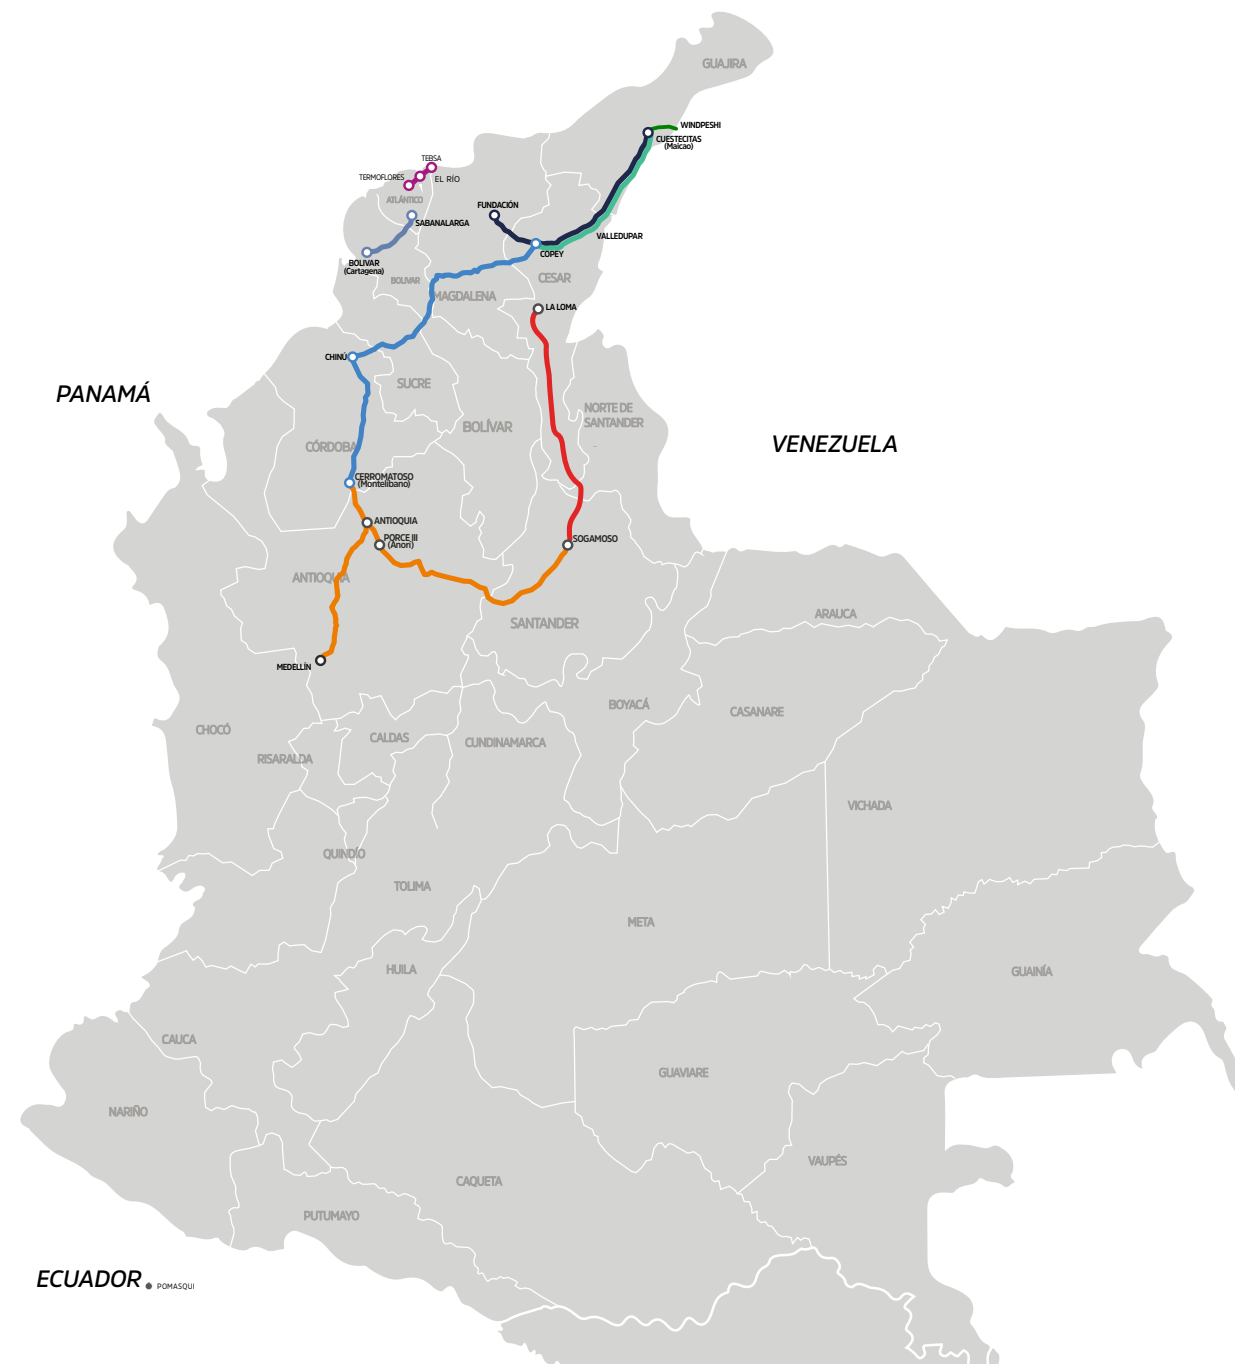 GUAJIRA
WINDPESHI
CUESTECITAS
(Maicao)
TEBSA
TERMOFLORES
EL RÍO
ATLÁNTICO
FUNDACIÓN
SABANALARGA
VALLEDUPAR
COPEY
BOLIVAR
(Cartagena)
BOLIVAR
CESAR
MAGDALENA
LA LOMA
CHINÚ
SUCRE
PANAMÁ
NORTE DE
SANTANDER
BOLÍVAR
VENEZUELA
CÓRDOBA
CERROMATOSO
(Montelibano)
ANTIOQUIA
PORCE III
(Anorí)
SOGAMOSO
ANTIOQUIA
SANTANDER
ARAUCA
MEDELLÍN
BOYACÁ
CASANARE
CHOCÓ
CALDAS
CUNDINAMARCA
RISARALDA
VICHADA
QUINDÍO
TOLIMA
META
HUILA
GUAINÍA
CAUCA
GUAVIARE
NARIÑO
VAUPÉS
CAQUETA
PUTUMAYO
ECUADOR
POMASQUI